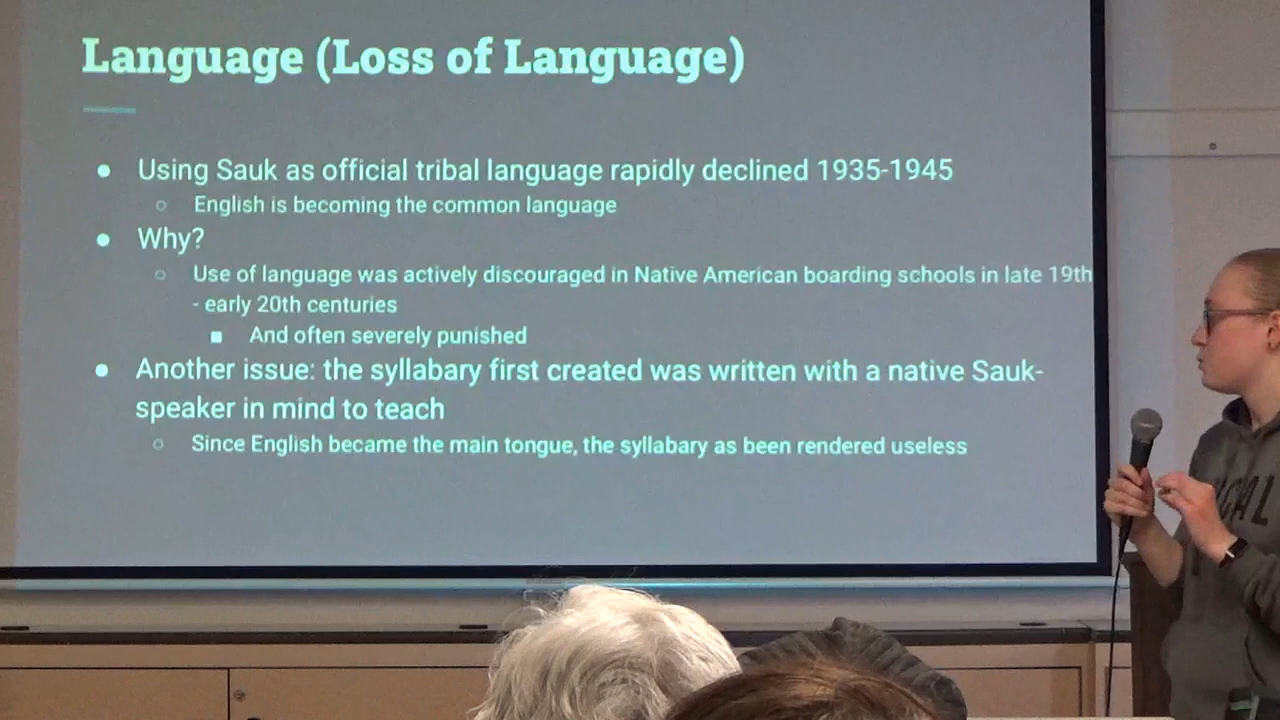 Language (Loss of Language)
Using Sauk as official tribal language rapidly declined 1935-1945
English is becoming the common language
Why?
Use of language was actively discouraged in Native American boarding schools in late 19th
- early 20th centuries
And often severely punished
Another issue: the syllabary first created was written with a native Sauk-
speaker in mind to teach
Since English became the main tongue, the syllabary as been rendered useless